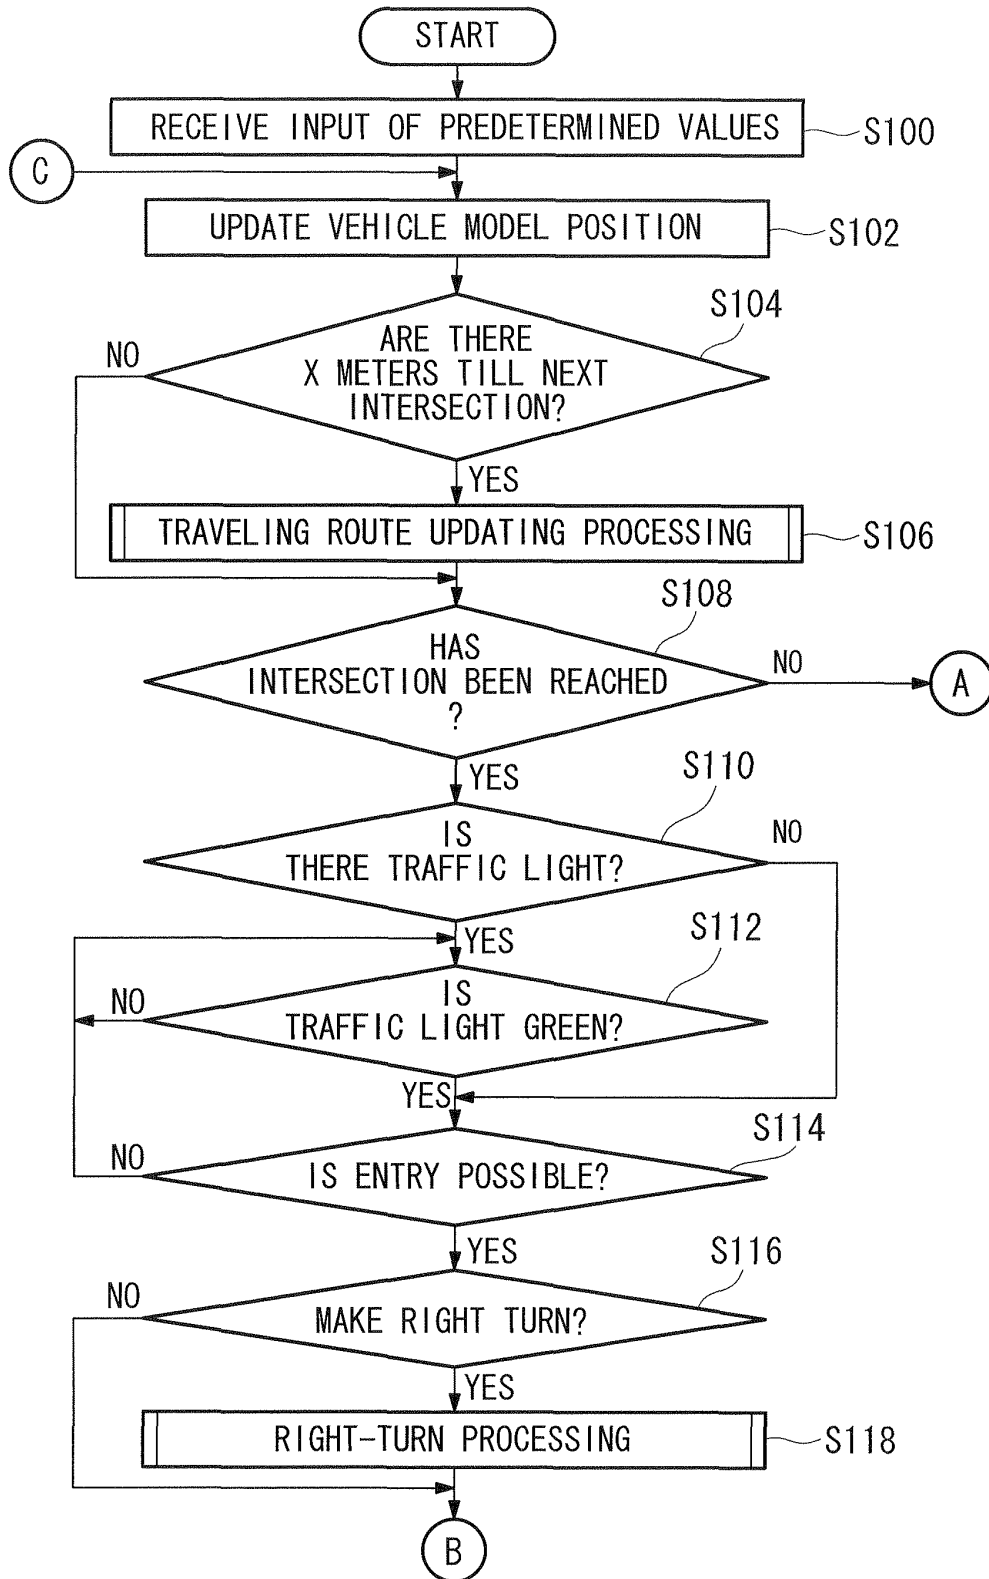 START
RECEIVE INPUT OF PREDETERMINED VALUES
S100
C
UPDATE VEHICLE MODEL POSITION
S102
S104
ARE THERE
X METERS TILL NEXT
INTERSECTION?
NO
YES
TRAVELING ROUTE UPDATING PROCESSING
S106
S108
HAS
INTERSECTION BEEN REACHED
?
NO
A
YES
S110
IS
THERE TRAFFIC LIGHT?
NO
YES
S112
IS
TRAFFIC LIGHT GREEN?
NO
YES
S114
IS ENTRY POSSIBLE?
NO
YES
S116
MAKE RIGHT TURN?
NO
YES
RIGHT-TURN PROCESSING
S118
B